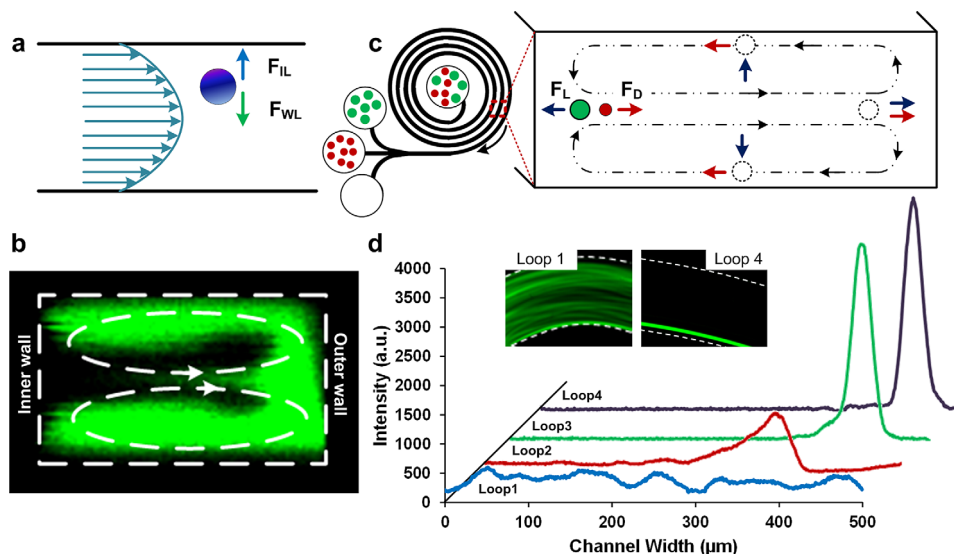 a
F_IL
F_WL
c
F_L
F_D
b
Inner wall
Outer wall
d
Loop 1
Loop 4
Intensity (a.u.)
4000
3500
3000
2500
2000
1500
1000
500
0
Loop4
Loop3
Loop2
Loop1
0 100 200 300 400 500
Channel Width (µm)